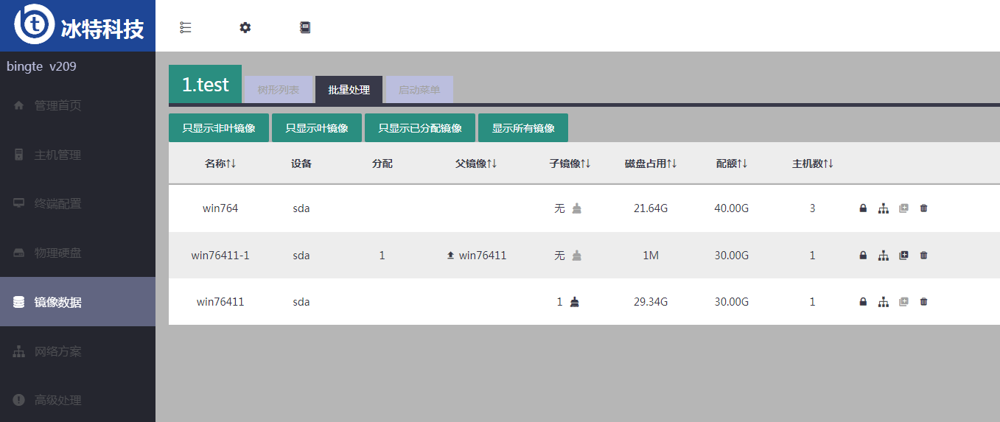 冰特科技
bingte v209
管理首页
主机管理
终端配置
物理硬盘
镜像数据
网络方案
高级处理
1.test 树形列表 批量处理 启动菜单
只显示非叶镜像 只显示叶镜像 只显示已分配镜像 显示所有镜像
名称↑↓ 设备 分配 父镜像↑↓ 子镜像↑↓ 磁盘占用↑↓ 配额↑↓ 主机数↑↓
win764 sda 无 21.64G 40.00G 3
win76411-1 sda 1 win76411 无 1M 30.00G 1
win76411 sda 1 29.34G 30.00G 1